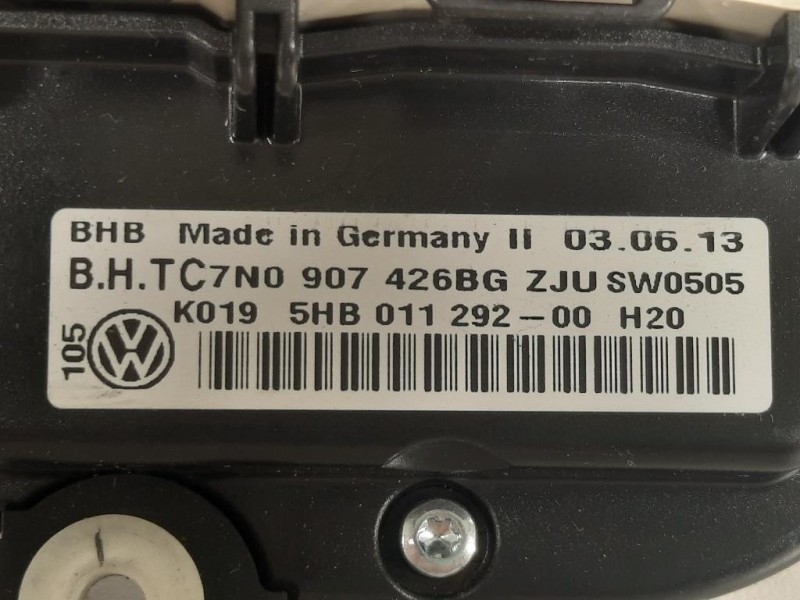 BHB Made in Germany II 03.06.13
B.H.TC7N0 907 426BG ZJU SW0505
K019 5HB 011 292-00 H20
105